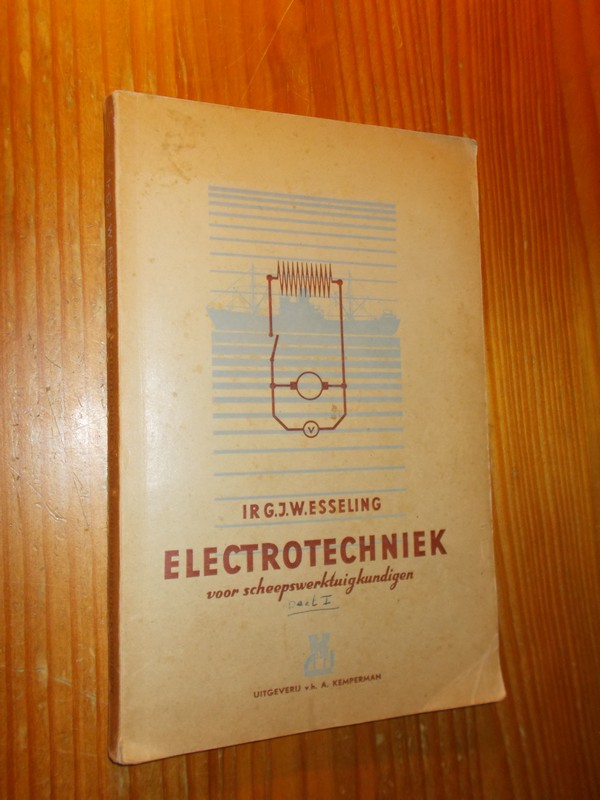 V
IR G.J.W. ESSELING
ELECTROTECHNIEK
voor scheepswerktuigkundigen
Deel I
UITGEVERIJ v.h. A. KEMPERMAN